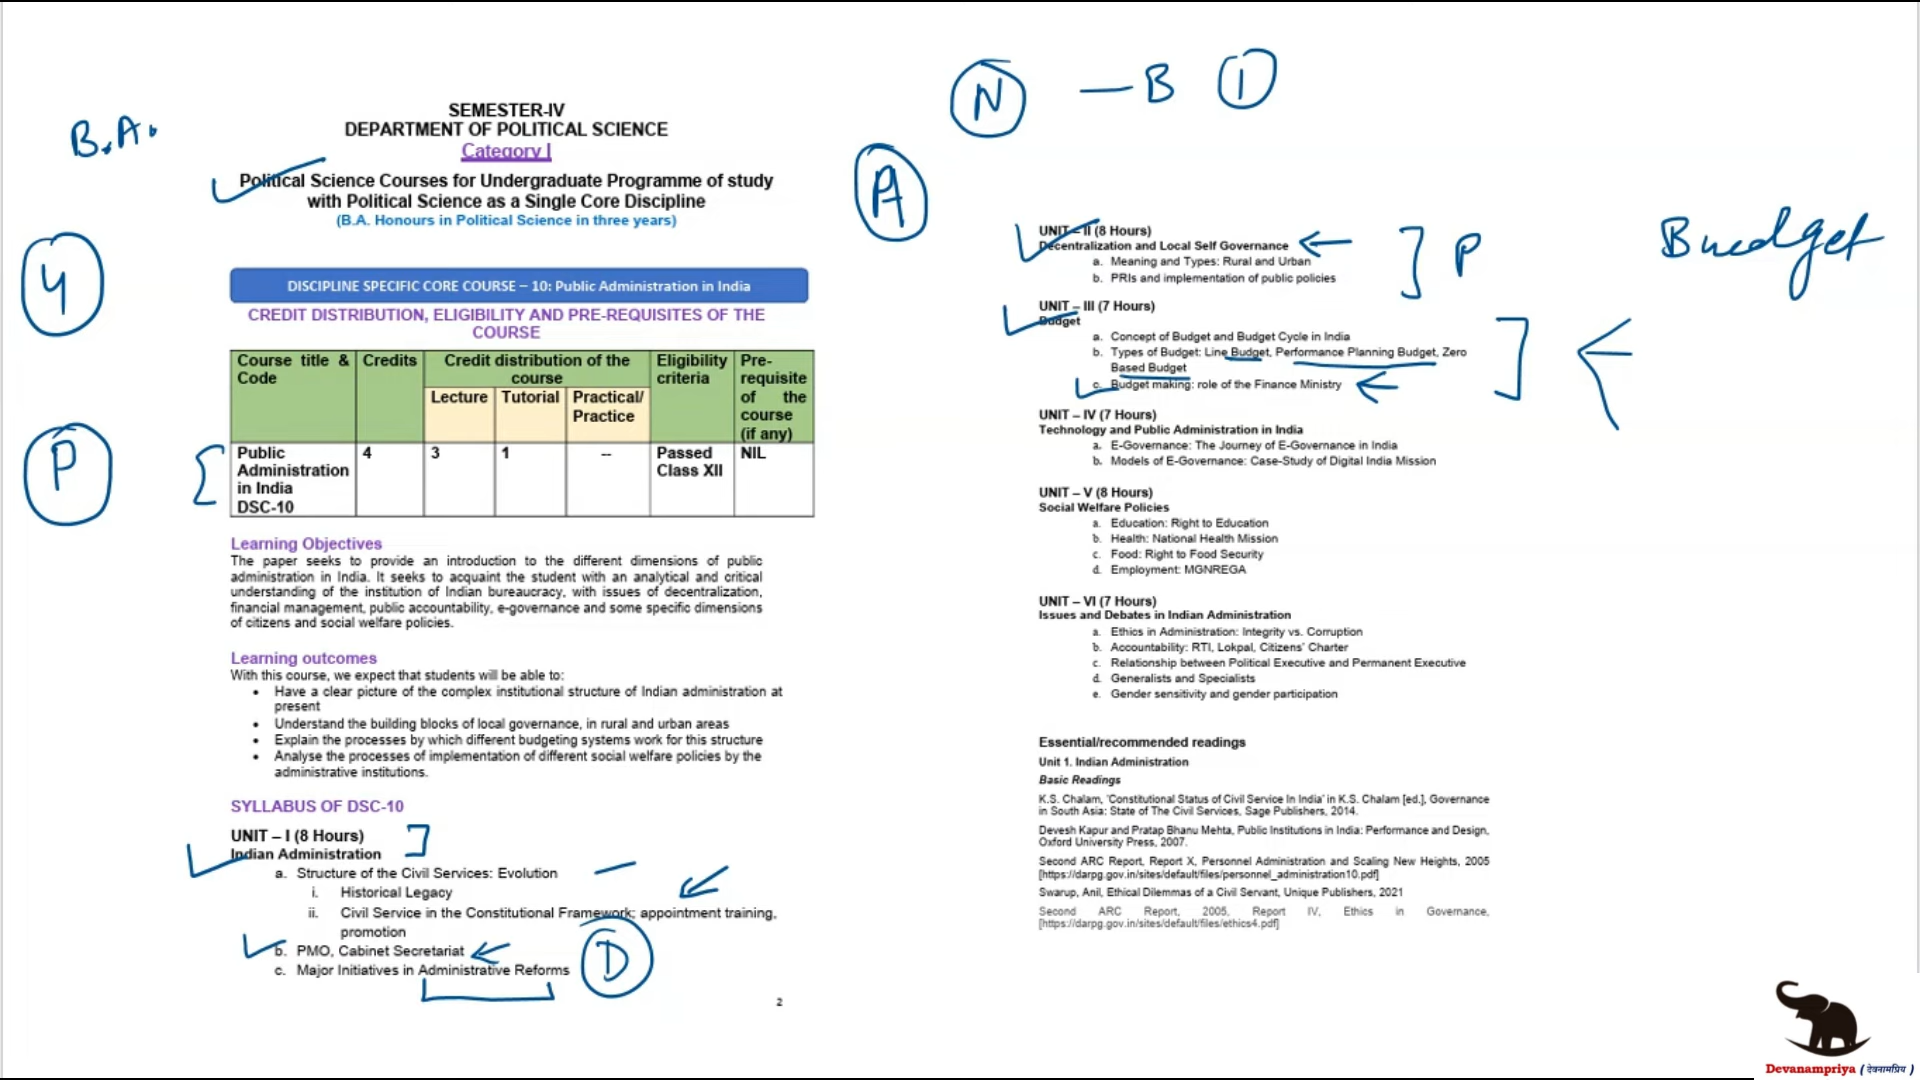 B.A.
4
P
SEMESTER-IV
DEPARTMENT OF POLITICAL SCIENCE
Category I
Political Science Courses for Undergraduate Programme of study
with Political Science as a Single Core Discipline
(B.A. Honours in Political Science in three years)
DISCIPLINE SPECIFIC CORE COURSE – 10: Public Administration in India
CREDIT DISTRIBUTION, ELIGIBILITY AND PRE-REQUISITES OF THE
COURSE
Course title & Code Credits Credit distribution of the course Eligibility criteria Pre-requisite of the course (if any)
Lecture Tutorial Practical/ Practice
Public Administration in India DSC-10 4 3 1 -- Passed Class XII NIL
Learning Objectives
The paper seeks to provide an introduction to the different dimensions of public
administration in India. It seeks to acquaint the student with an analytical and critical
understanding of the institution of Indian bureaucracy, with issues of decentralization,
financial management, public accountability, e-governance and some specific dimensions
of citizens and social welfare policies.
Learning outcomes
With this course, we expect that students will be able to:
• Have a clear picture of the complex institutional structure of Indian administration at
present
• Understand the building blocks of local governance, in rural and urban areas
• Explain the processes by which different budgeting systems work for this structure
• Analyse the processes of implementation of different social welfare policies by the
administrative institutions.
SYLLABUS OF DSC-10
UNIT – I (8 Hours)
Indian Administration
a. Structure of the Civil Services: Evolution
i. Historical Legacy
ii. Civil Service in the Constitutional Framework; appointment training,
promotion
b. PMO, Cabinet Secretariat
c. Major Initiatives in Administrative Reforms
D
2
N — B 1
A
UNIT – II (8 Hours)
Decentralization and Local Self Governance
a. Meaning and Types: Rural and Urban
b. PRIs and implementation of public policies
P
Budget
UNIT – III (7 Hours)
Budget
a. Concept of Budget and Budget Cycle in India
b. Types of Budget: Line Budget, Performance Planning Budget, Zero
Based Budget
c. Budget making: role of the Finance Ministry
UNIT – IV (7 Hours)
Technology and Public Administration in India
a. E-Governance: The Journey of E-Governance in India
b. Models of E-Governance: Case-Study of Digital India Mission
UNIT – V (8 Hours)
Social Welfare Policies
a. Education: Right to Education
b. Health: National Health Mission
c. Food: Right to Food Security
d. Employment: MGNREGA
UNIT – VI (7 Hours)
Issues and Debates in Indian Administration
a. Ethics in Administration: Integrity vs. Corruption
b. Accountability: RTI, Lokpal, Citizens' Charter
c. Relationship between Political Executive and Permanent Executive
d. Generalists and Specialists
e. Gender sensitivity and gender participation
Essential/recommended readings
Unit 1. Indian Administration
Basic Readings
K.S. Chalam, 'Constitutional Status of Civil Service In India' in K.S. Chalam [ed.], Governance
in South Asia: State of The Civil Services, Sage Publishers, 2014.
Devesh Kapur and Pratap Bhanu Mehta, Public Institutions in India: Performance and Design,
Oxford University Press, 2007.
Second ARC Report, Report X, Personnel Administration and Scaling New Heights, 2005
[https://darpg.gov.in/sites/default/files/personnel_administration10.pdf]
Swarup, Anil, Ethical Dilemmas of a Civil Servant, Unique Publishers, 2021
Second ARC Report, 2005, Report IV, Ethics in Governance,
[https://darpg.gov.in/sites/default/files/ethics4.pdf]
Devanampriya ( देवनामप्रिय )